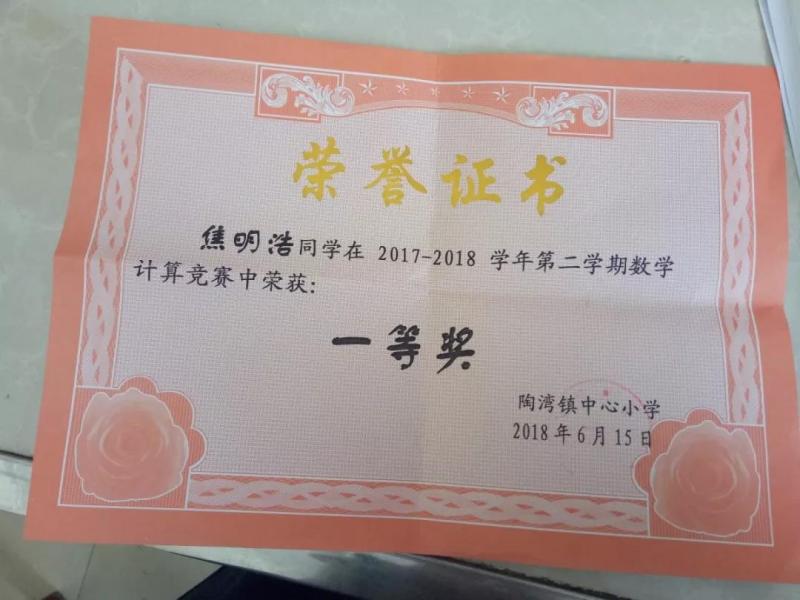 荣誉证书
焦明浩同学在 2017-2018 学年第二学期数学
计算竞赛中荣获：
一等奖
陶湾镇中心小学
2018年6月15日